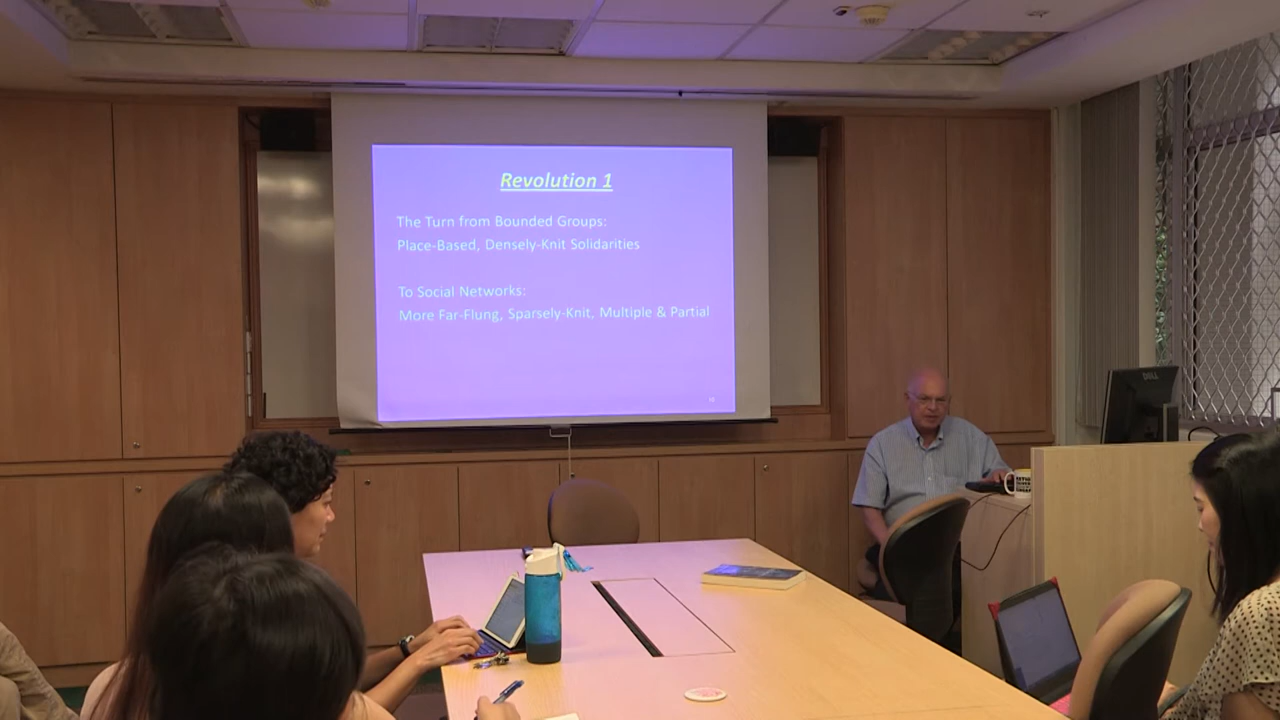 Revolution 1
The Turn from Bounded Groups:
Place-Based, Densely-Knit Solidarities
To Social Networks:
More Far-Flung, Sparsely-Knit, Multiple & Partial
DELL